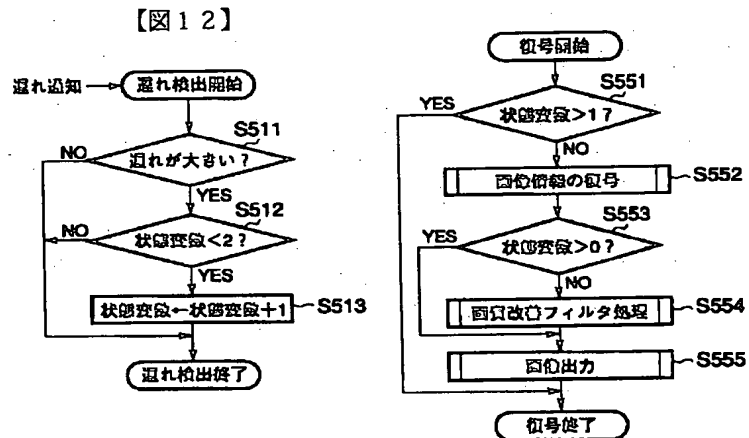 【図12】
遅れ通知
遅れ検出開始
S511
遅れが大きい?
NO
YES
S512
状態変数<2?
NO
YES
状態変数←状態変数+1
S513
遅れ検出終了
復号開始
S551
YES
状態変数>1?
NO
画像情報の復号
S552
S553
YES
状態変数>0?
NO
画質改善フィルタ処理
S554
画像出力
S555
復号終了